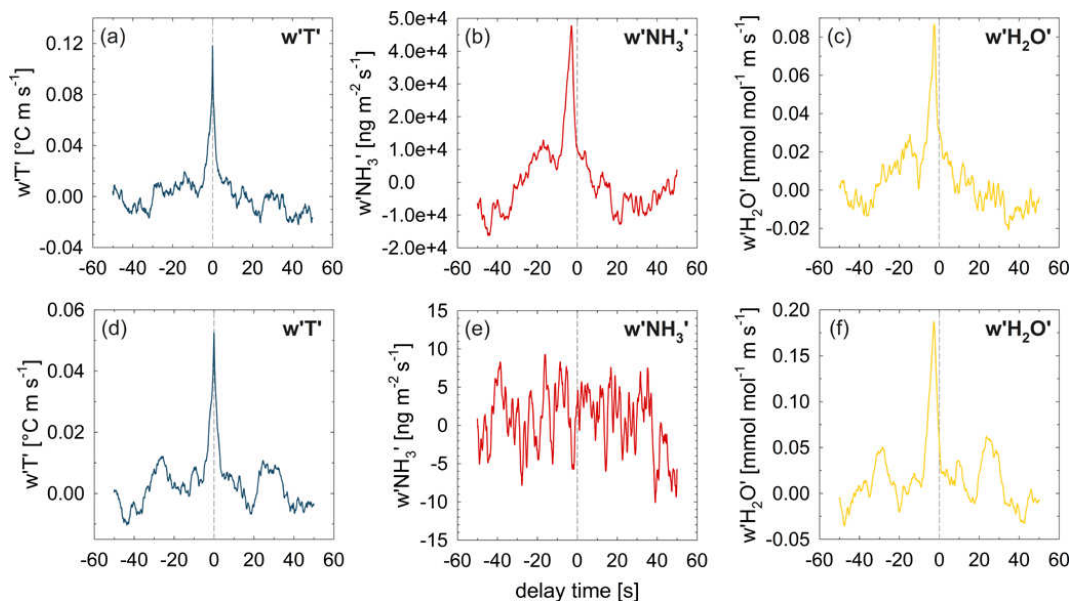 (a) w'T'
w'T' [°C m s⁻¹]
0.12
0.08
0.04
0.00
-0.04
-60 -40 -20 0 20 40 60
(b) w'NH₃'
w'NH₃' [ng m⁻² s⁻¹]
5.0e+4
4.0e+4
3.0e+4
2.0e+4
1.0e+4
0.0
-1.0e+4
-2.0e+4
-60 -40 -20 0 20 40 60
(c) w'H₂O'
w'H₂O' [mmol mol⁻¹ m s⁻¹]
0.08
0.06
0.04
0.02
0.00
-0.02
-60 -40 -20 0 20 40 60
(d) w'T'
w'T' [°C m s⁻¹]
0.06
0.04
0.02
0.00
-60 -40 -20 0 20 40 60
(e) w'NH₃'
w'NH₃' [ng m⁻² s⁻¹]
15
10
5
0
-5
-10
-15
-60 -40 -20 0 20 40 60
delay time [s]
(f) w'H₂O'
w'H₂O' [mmol mol⁻¹ m s⁻¹]
0.20
0.15
0.10
0.05
0.00
-0.05
-60 -40 -20 0 20 40 60